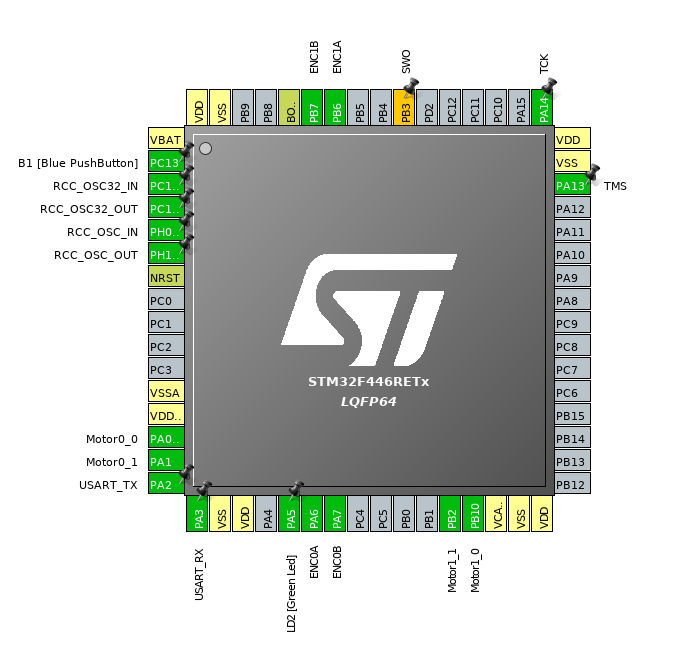 ENC1B
ENC1A
SWO
TCK
VDD
VSS
PB9
PB8
BO..
PB7
PB6
PB5
PB4
PB3
PD2
PC12
PC11
PC10
PA15
PA14
VBAT
B1 [Blue PushButton] PC13
RCC_OSC32_IN PC1..
RCC_OSC32_OUT PC1..
RCC_OSC_IN PH0..
RCC_OSC_OUT PH1..
NRST
PC0
PC1
PC2
PC3
VSSA
VDD..
Motor0_0 PA0..
Motor0_1 PA1
USART_TX PA2
ST
STM32F446RETx
LQFP64
VDD
VSS
PA13 TMS
PA12
PA11
PA10
PA9
PA8
PC9
PC8
PC7
PC6
PB15
PB14
PB13
PB12
PA3
VSS
VDD
PA4
PA5
PA6
PA7
PC4
PC5
PB0
PB1
PB2
PB10
VCA..
VSS
VDD
USART_RX
LD2 [Green Led]
ENC0A
ENC0B
Motor1_1
Motor1_0